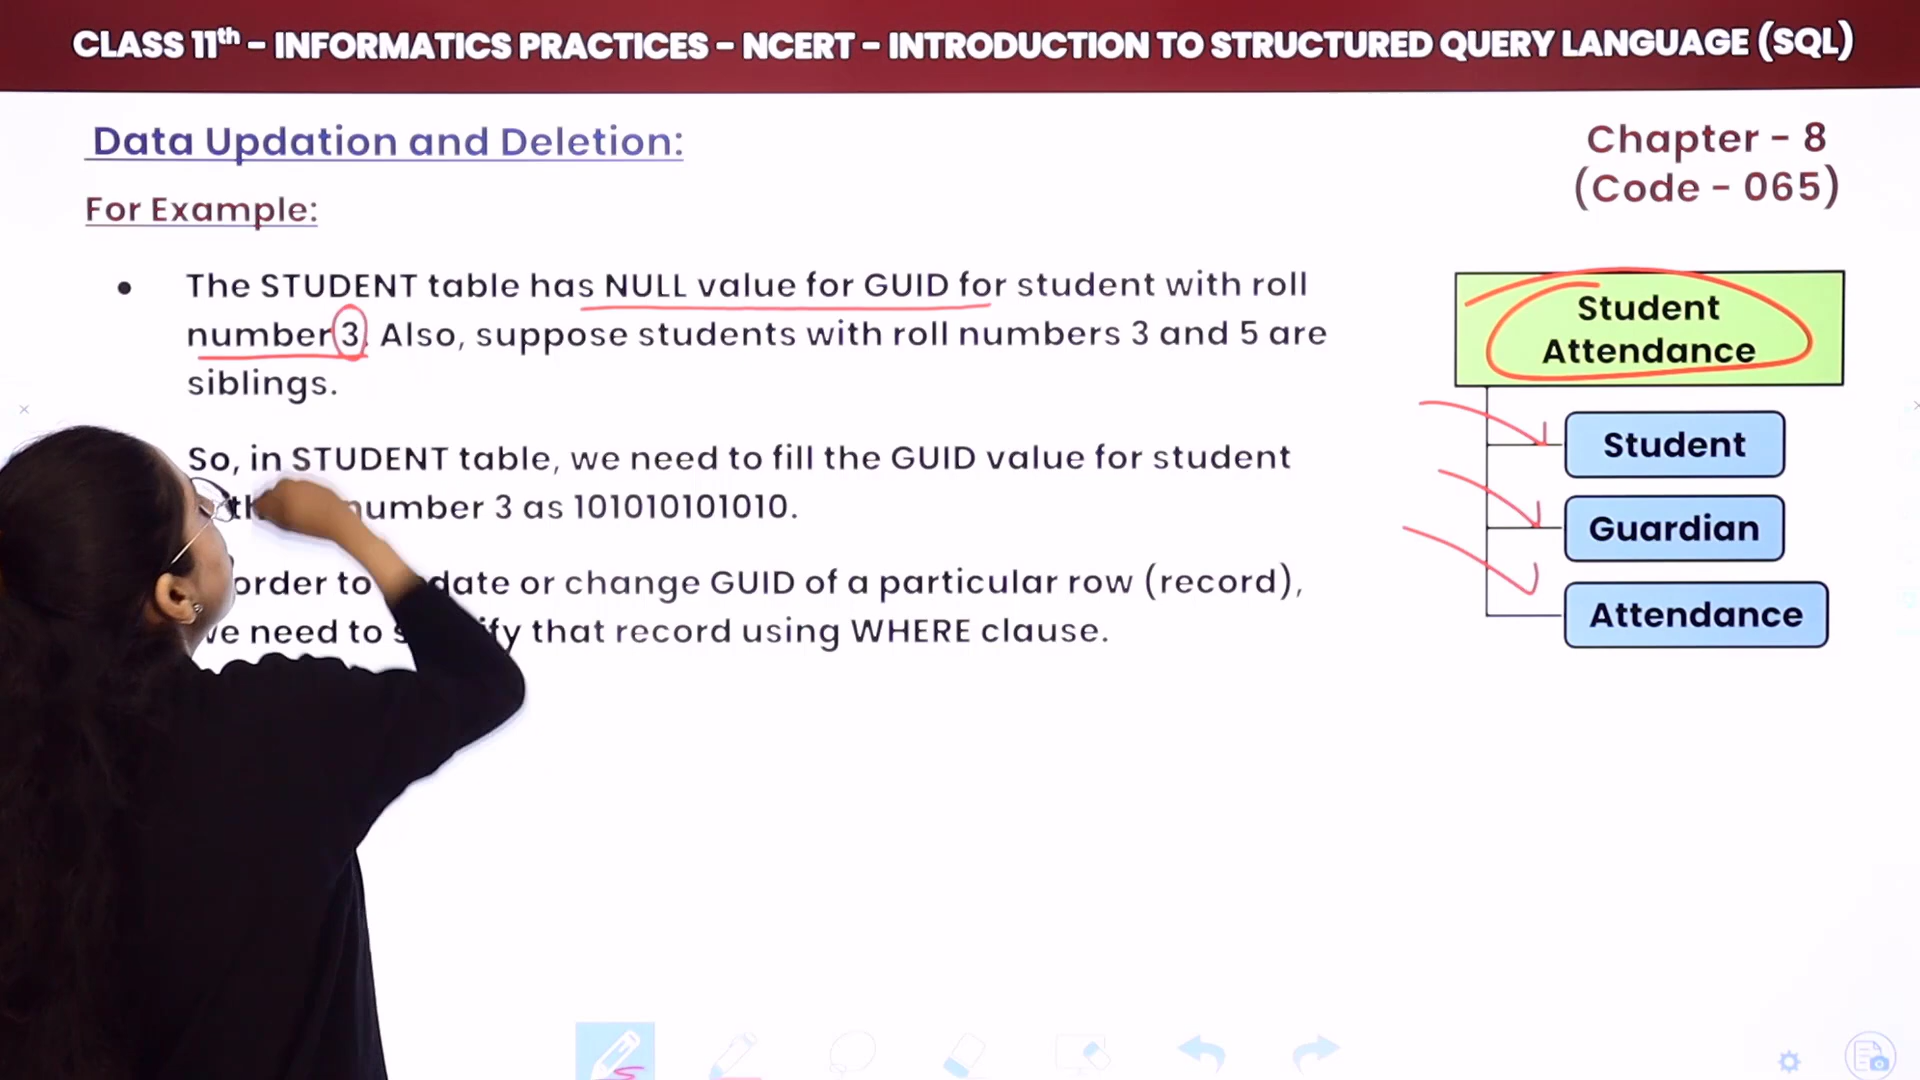 CLASS 11th – INFORMATICS PRACTICES – NCERT – INTRODUCTION TO STRUCTURED QUERY LANGUAGE (SQL)
Data Updation and Deletion:
Chapter - 8
(Code - 065)
For Example:
• The STUDENT table has NULL value for GUID for student with roll
number 3. Also, suppose students with roll numbers 3 and 5 are
siblings.
So, in STUDENT table, we need to fill the GUID value for student
number 3 as 101010101010.
order to date or change GUID of a particular row (record),
need to that record using WHERE clause.
Student
Attendance
Student
Guardian
Attendance